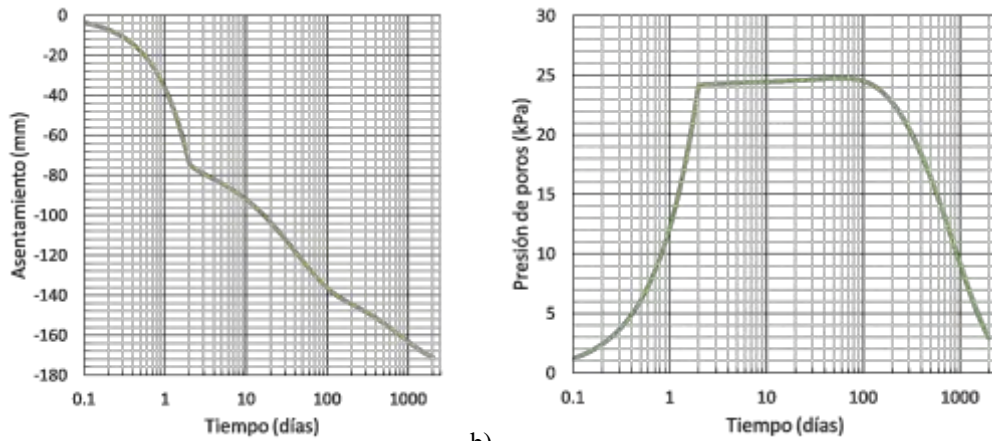 0
-20
-40
-60
-80
-100
-120
-140
-160
-180
Asentamiento (mm)
0.1 1 10 100 1000
Tiempo (días)
30
25
20
15
10
5
0
Presión de poros (kPa)
0.1 1 10 100 1000
Tiempo (días)
b)